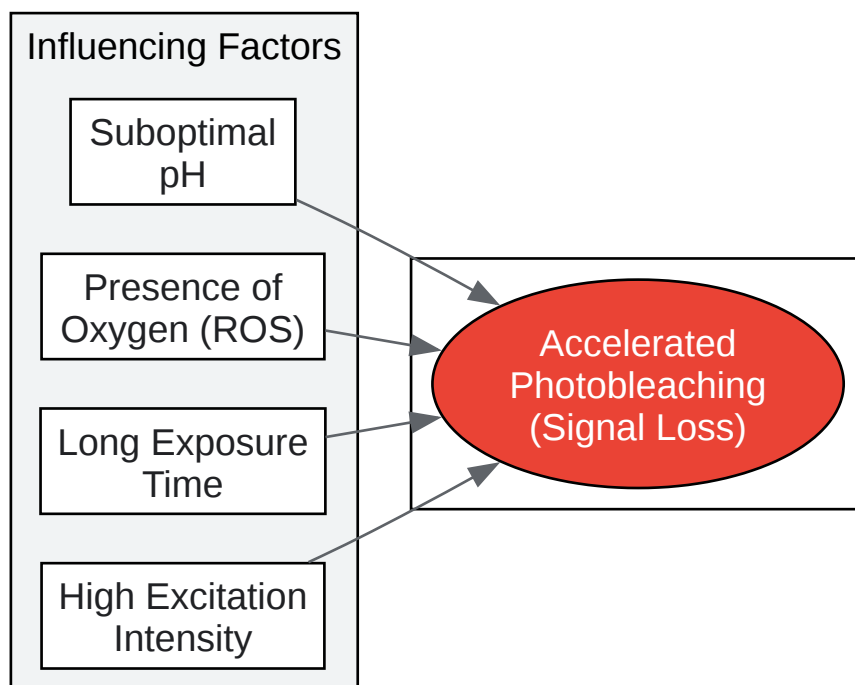 Influencing Factors
Suboptimal
pH
Presence of
Oxygen (ROS)
Long Exposure
Time
High Excitation
Intensity
Accelerated
Photobleaching
(Signal Loss)